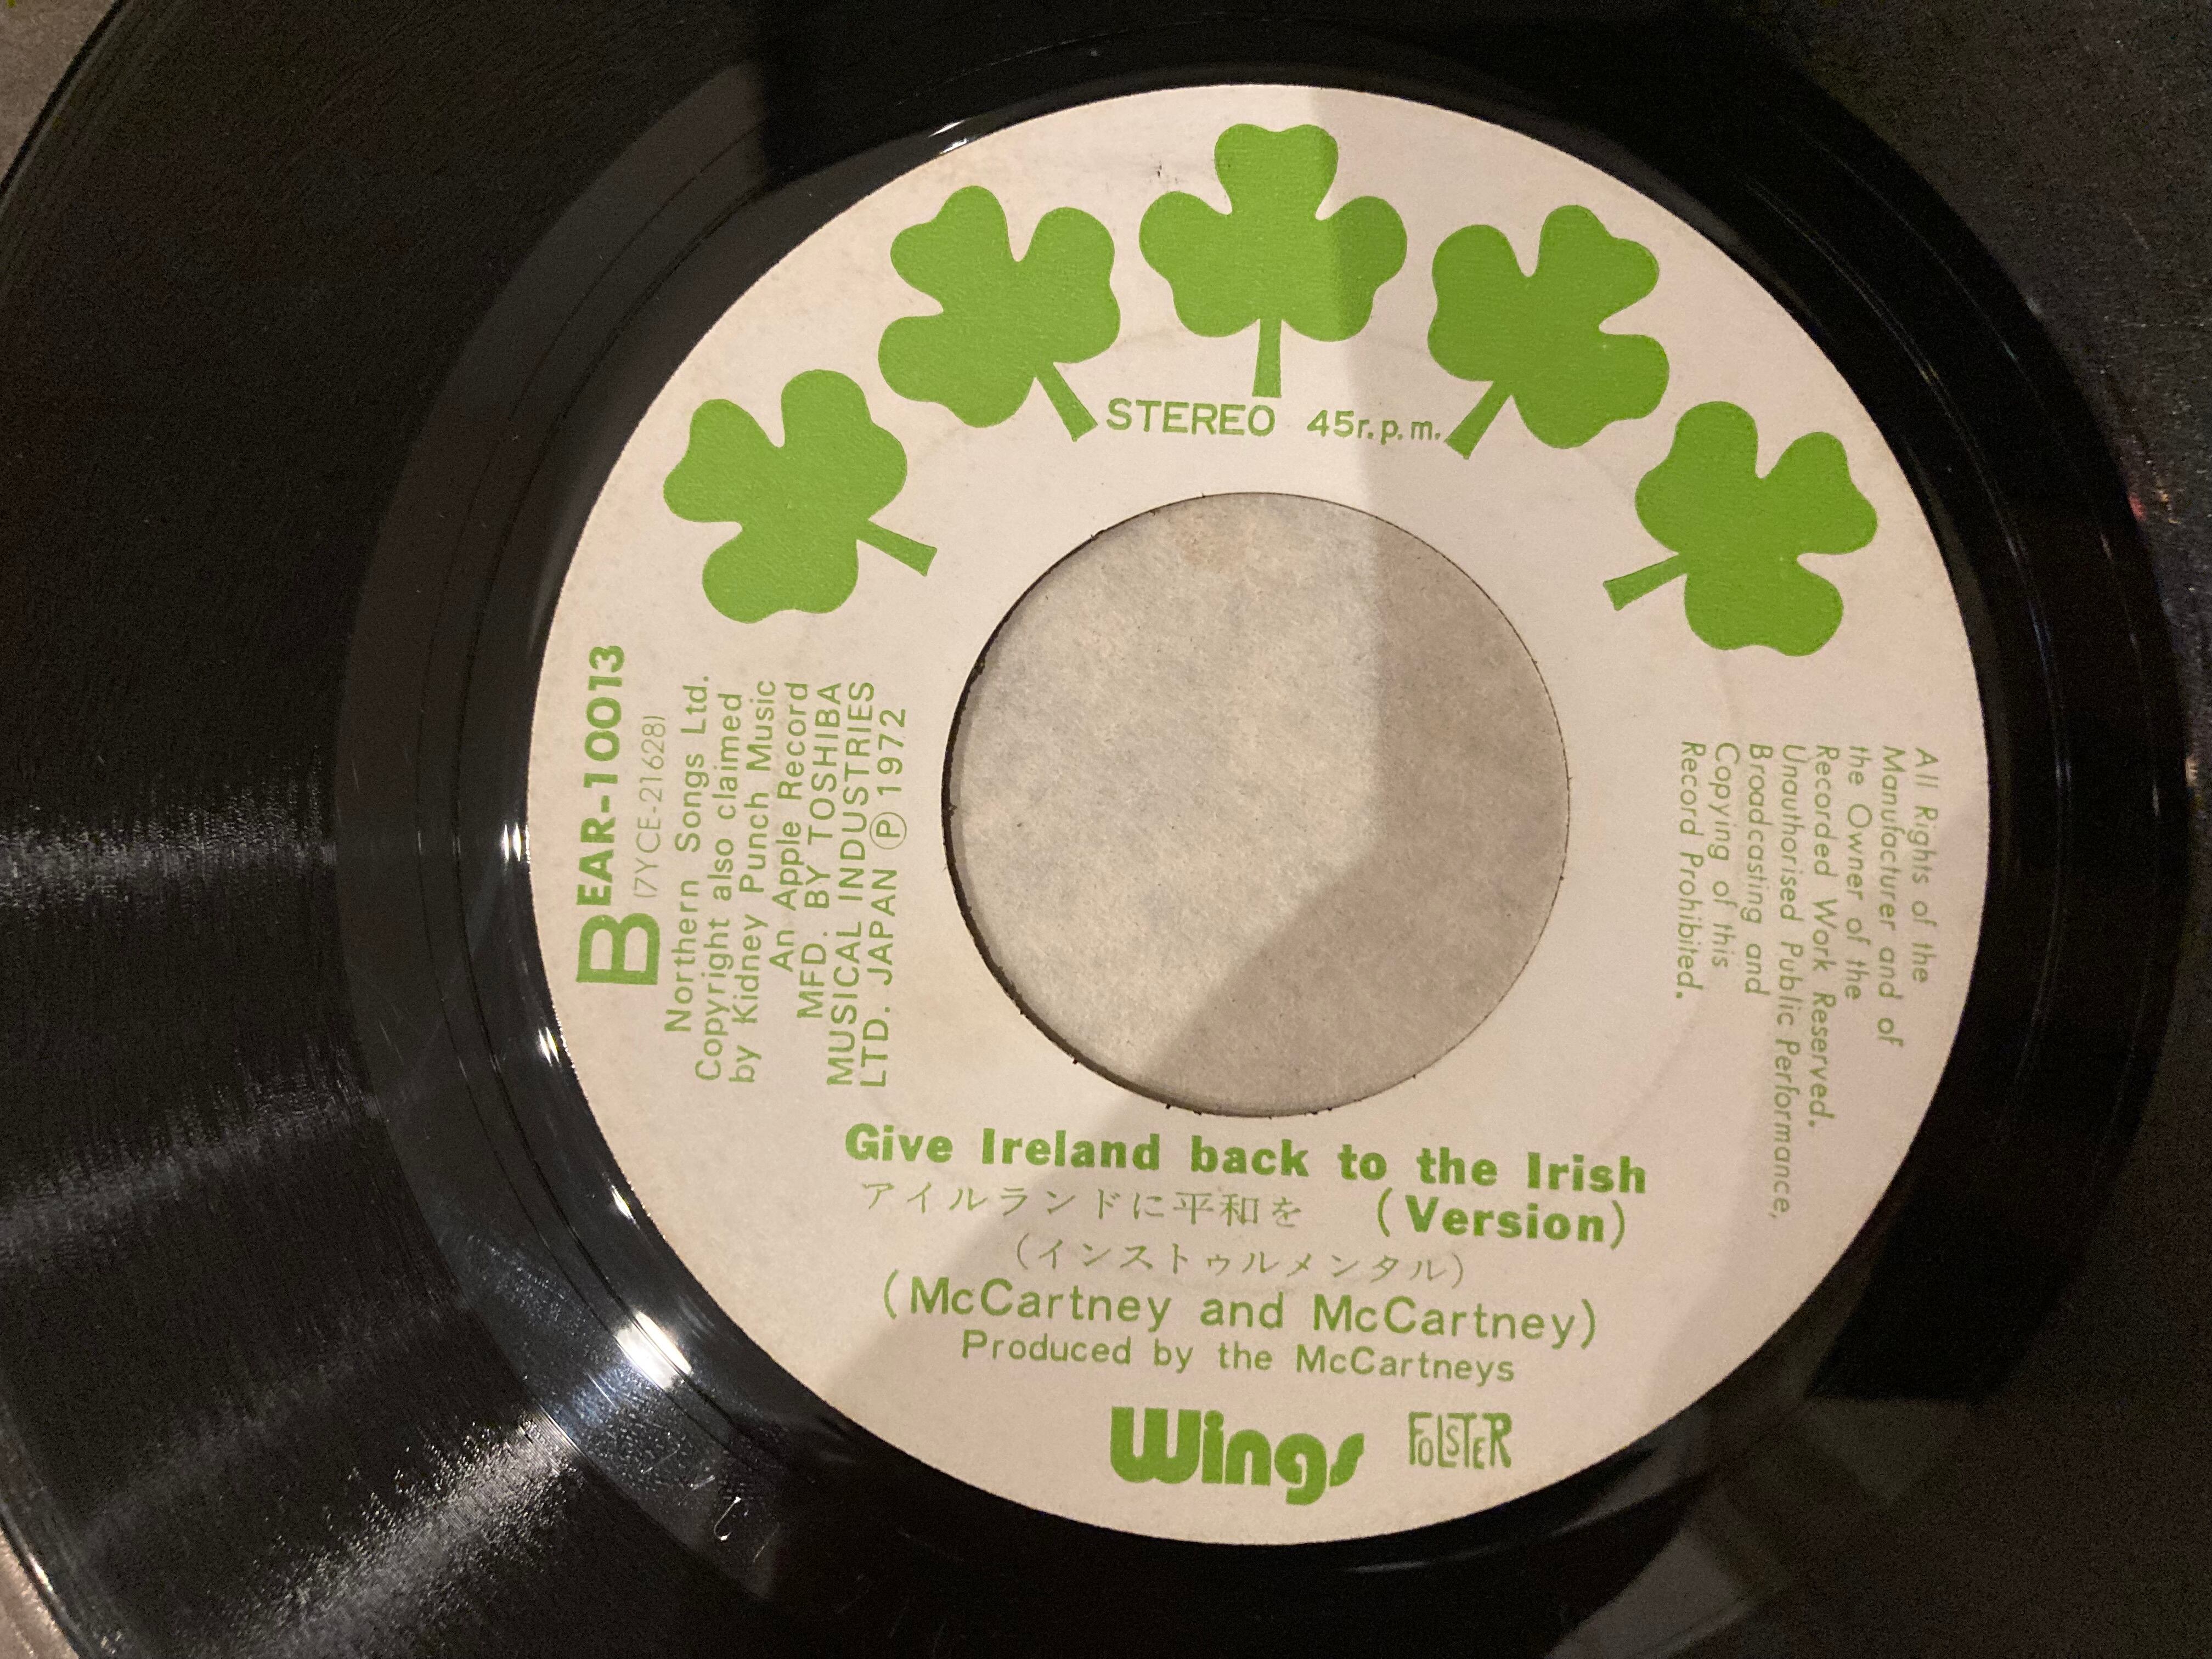 STEREO 45r.p.m.
BEAR-10013
(7YCE-21628)
Northern Songs Ltd.
Copyright also claimed
by Kidney Punch Music
An Apple Record
MFD. BY TOSHIBA
MUSICAL INDUSTRIES
LTD. JAPAN Ⓟ 1972
All Rights of the
Manufacturer and of
the Owner of the
Recorded Work Reserved.
Unauthorised Public Performance,
Broadcasting and
Copying of this
Record Prohibited.
Give Ireland back to the Irish
アイルランドに平和を (Version)
(インストゥルメンタル)
(McCartney and McCartney)
Produced by the McCartneys
Wings FOLSTER